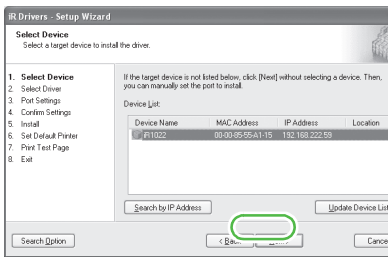 iR Drivers - Setup Wizard
Select Device
Select a target device to install the driver.
1. Select Device
2. Select Driver
3. Port Settings
4. Confirm Settings
5. Install
6. Set Default Printer
7. Print Test Page
8. Exit
If the target device is not listed below, click [Next] without selecting a device. Then,
you can manually set the port to install.
Device List:
Device Name MAC Address IP Address Location
iR1022 00-00-85-55-A1-15 192.168.222.59
Search by IP Address Update Device List
Search Option < Back Cance